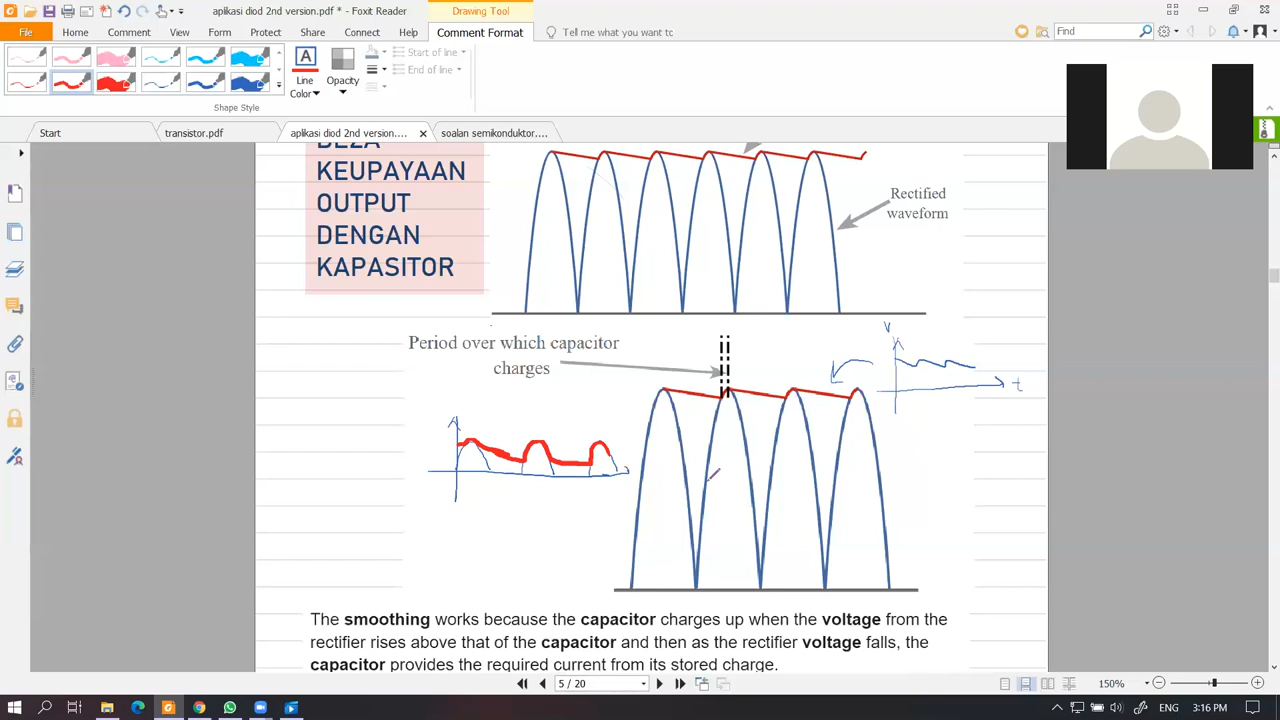 aplikasi diod 2nd version.pdf * - Foxit Reader
Drawing Tool
File
Home
Comment
View
Form
Protect
Share
Connect
Help
Comment Format
Tell me what you want tc
Find
Line
Color
Opacity
Start of line
End of line
Shape Style
Start
transistor.pdf
aplikasi diod 2nd version....
soalan semikonduktor....
BEZA
KEUPAYAAN
OUTPUT
DENGAN
KAPASITOR
Rectified
waveform
Period over which capacitor
charges
V
t
The smoothing works because the capacitor charges up when the voltage from the
rectifier rises above that of the capacitor and then as the rectifier voltage falls, the
capacitor provides the required current from its stored charge.
5 / 20
150%
ENG
3:16 PM